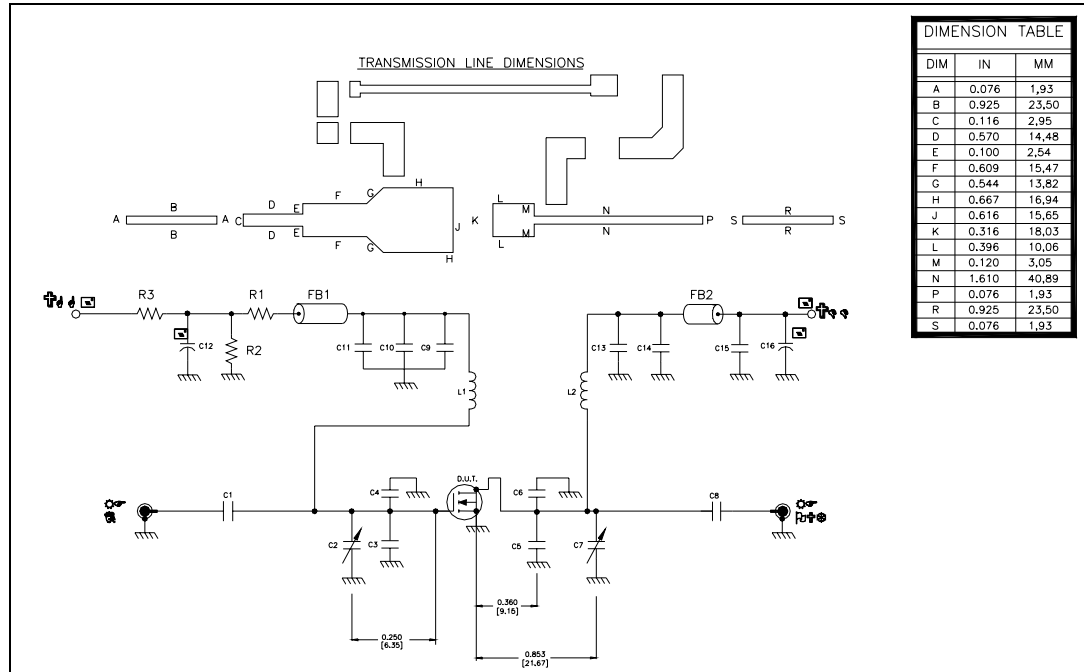 TRANSMISSION LINE DIMENSIONS
DIMENSION TABLE
DIM IN MM
A 0.076 1,93
B 0.925 23,50
C 0.116 2,95
D 0.570 14,48
E 0.100 2,54
F 0.609 15,47
G 0.544 13,82
H 0.667 16,94
J 0.616 15,65
K 0.316 18,03
L 0.396 10,06
M 0.120 3,05
N 1.610 40,89
P 0.076 1,93
R 0.925 23,50
S 0.076 1,93
H
F
G
L
B
D
E
M
N
R
A
A
C
J
K
P
S
S
B
D
E
F
G
H
L
M
N
R
R3
R1
FB1
FB2
C12
R2
C11
C10
C9
C13
C14
C15
C16
L1
L2
D.U.T.
C1
C4
C6
C8
C2
C3
C5
C7
0.360
[9.15]
0.250
[6.35]
0.853
[21.67]